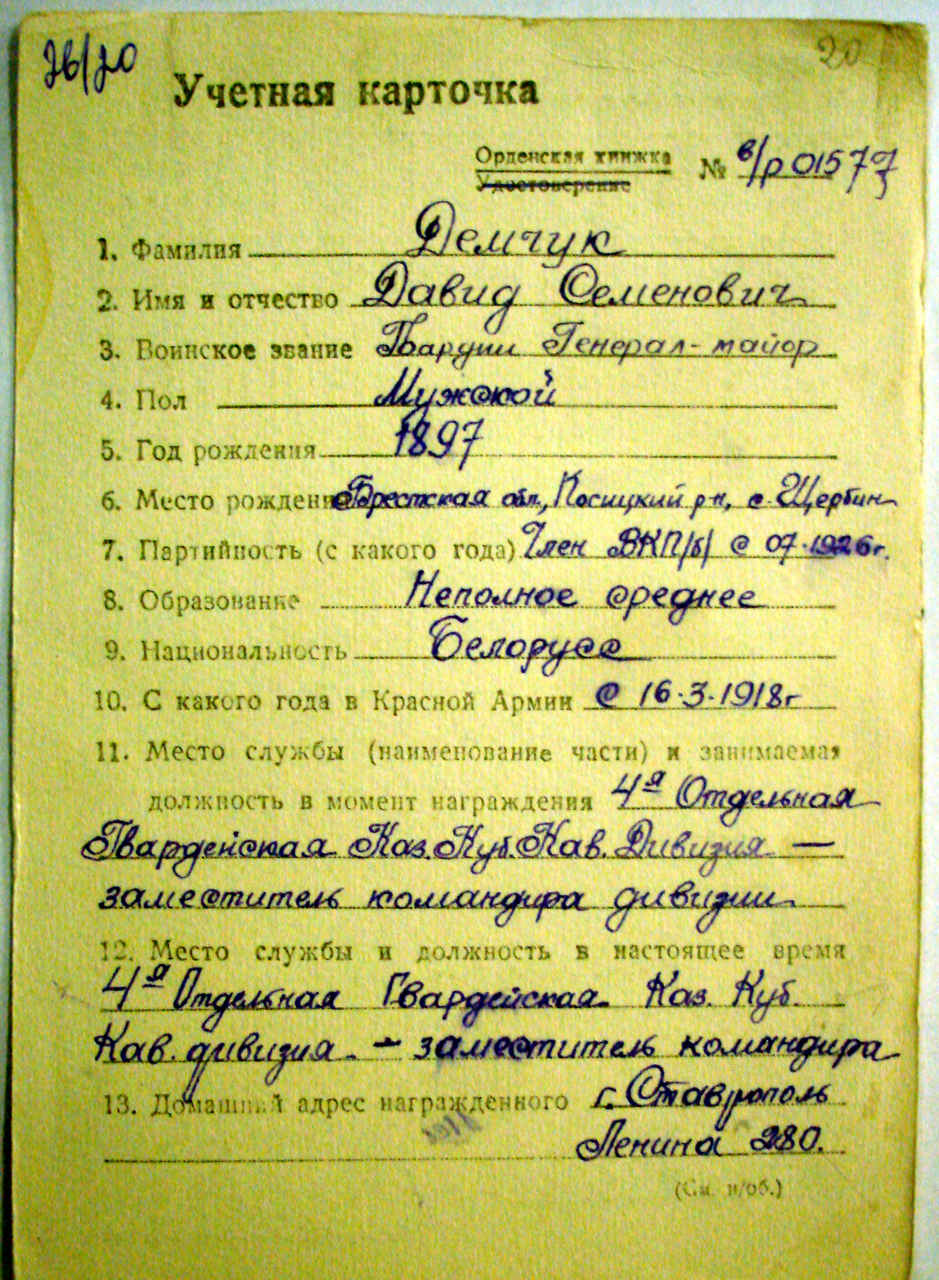 20
Учетная карточка
Орденская книжка
Удостоверение
№ в/р 01577
1. Фамилия Демчук
2. Имя и отчество Давид Семенович
3. Воинское звание Гвардии Генерал-майор
4. Пол Мужской
5. Год рождения 1897
6. Место рождения Брестская обл, Косицкий р-н, с. Щербин
7. Партийность (с какого года) Член ВКП/б/ с 07-1926г.
8. Образование Неполное среднее
9. Национальность Белорусс
10. С какого года в Красной Армии с 16-3-1918г
11. Место службы (наименование части) и занимаемая
должность в момент награждения 4я Отдельная
Гвардейская Каз. Куб. Кав. Дивизия —
заместитель командира дивизии
12. Место службы и должность в настоящее время
4я Отдельная Гвардейская Каз. Куб.
Кав. дивизия. - заместитель командира
13. Домашний адрес награжденного г. Ставрополь
Ленина 280.
(См. н/об.)